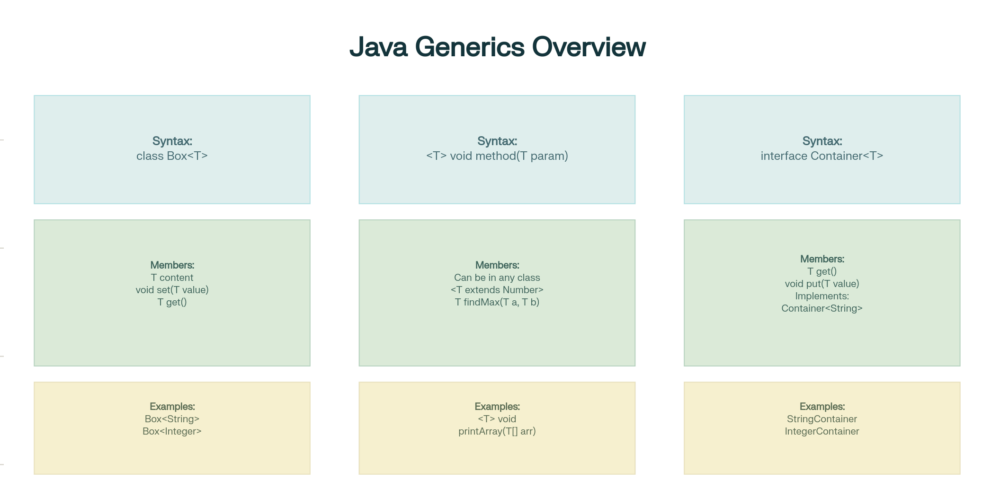 Java Generics Overview
Syntax:
class Box<T>
Members:
T content
void set(T value)
T get()
Examples:
Box<String>
Box<Integer>
Syntax:
<T> void method(T param)
Members:
Can be in any class
<T extends Number>
T findMax(T a, T b)
Examples:
<T> void
printArray(T[] arr)
Syntax:
interface Container<T>
Members:
T get()
void put(T value)
Implements:
Container<String>
Examples:
StringContainer
IntegerContainer